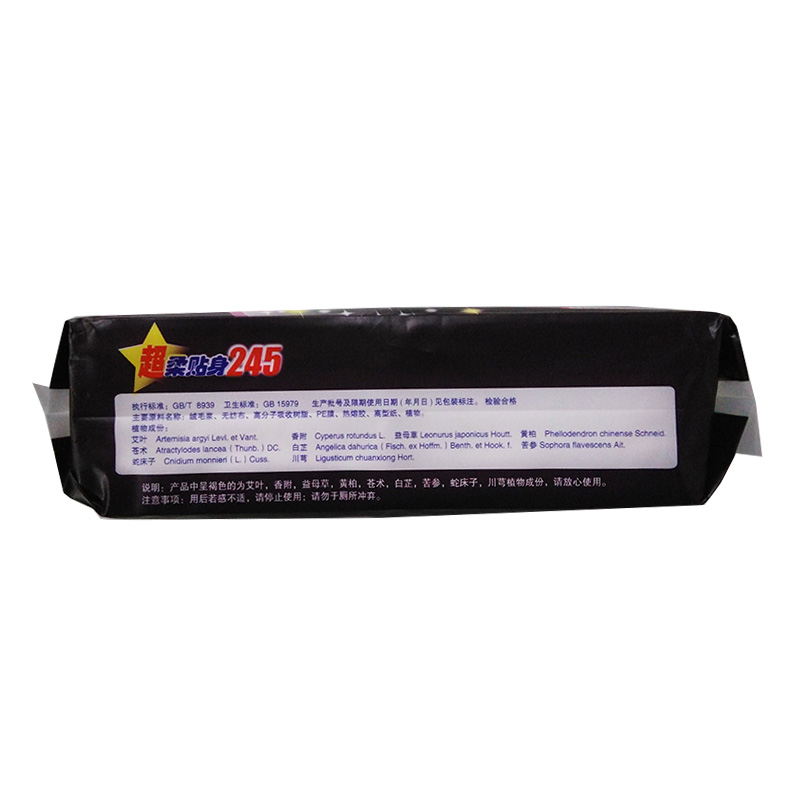 超柔贴身245
执行标准：GB/T 8939 卫生标准：GB 15979 生产批号及限期使用日期（年月日）见包装标注。 检验合格
主要原料名称：绒毛浆、无纺布、高分子吸收树脂、PE膜、热熔胶、离型纸、植物。
植物成份：
艾叶 Artemisia argyi Levl. et Vant. 香附 Cyperus rotundus L. 益母草 Leonurus japonicus Houtt. 黄柏 Phellodendron chinense Schneid.
苍术 Atractylodes lancea (Thunb.) DC. 白芷 Angelica dahurica (Fisch. ex Hoffm.) Benth. et Hook. f. 苦参 Sophora flavescens Ait.
蛇床子 Cnidium monnieri (L.) Cuss. 川芎 Ligusticum chuanxiong Hort.
说明：产品中呈褐色的为艾叶，香附，益母草，黄柏，苍术，白芷，苦参，蛇床子，川芎植物成份，请放心使用。
注意事项：用后若感不适，请停止使用；请勿于厕所冲弃。